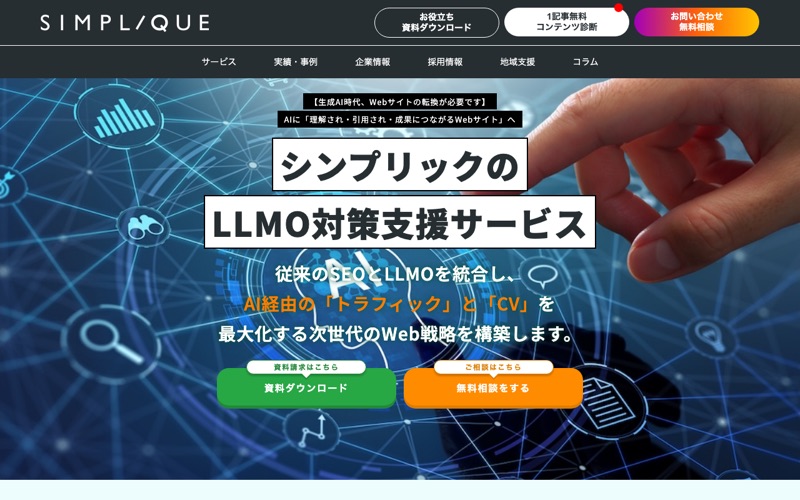 SIMPLIQUE
お役立ち
資料ダウンロード
1記事無料
コンテンツ診断
お問い合わせ
無料相談
サービス
実績・事例
企業情報
採用情報
地域支援
コラム
【生成AI時代、Webサイトの転換が必要です】
AIに「理解され・引用され・成果につながるWebサイト」へ
シンプリックの
LLMO対策支援サービス
AI
従来のSEOとLLMOを統合し、
AI経由の「トラフィック」と「CV」を
最大化する次世代のWeb戦略を構築します。
資料請求はこちら
資料ダウンロード
ご相談はこちら
無料相談をする